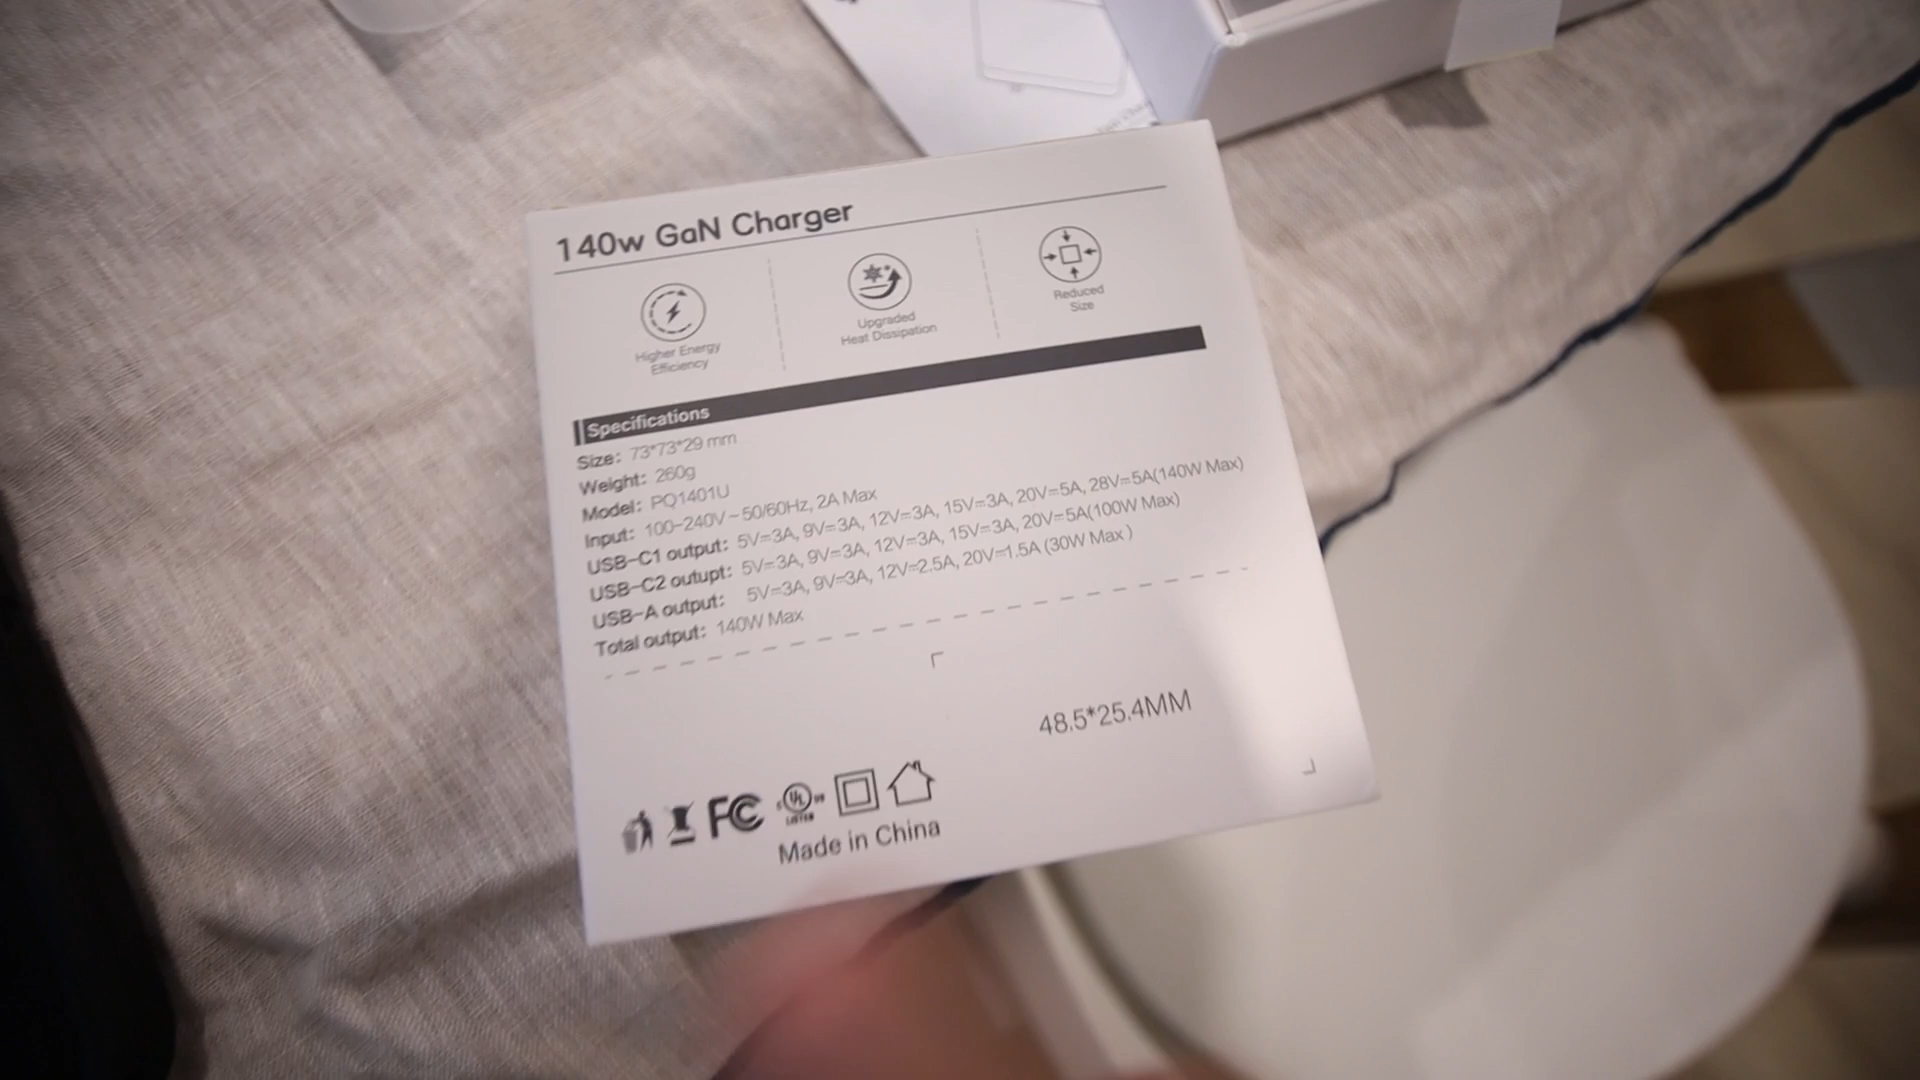 140w GaN Charger
Higher Energy
Efficiency
Upgraded
Heat Dissipation
Reduced
Size
Specifications
Size: 73*73*29 mm
Weight: 260g
Model: PQ1401U
Input: 100-240V~50/60Hz, 2A Max
USB-C1 output: 5V=3A, 9V=3A, 12V=3A, 15V=3A, 20V=5A, 28V=5A(140W Max)
USB-C2 outupt: 5V=3A, 9V=3A, 12V=3A, 15V=3A, 20V=5A(100W Max)
USB-A output: 5V=3A, 9V=3A, 12V=2.5A, 20V=1.5A (30W Max)
Total output: 140W Max
48.5*25.4MM
FC
C UL US
LISTED
Made in China